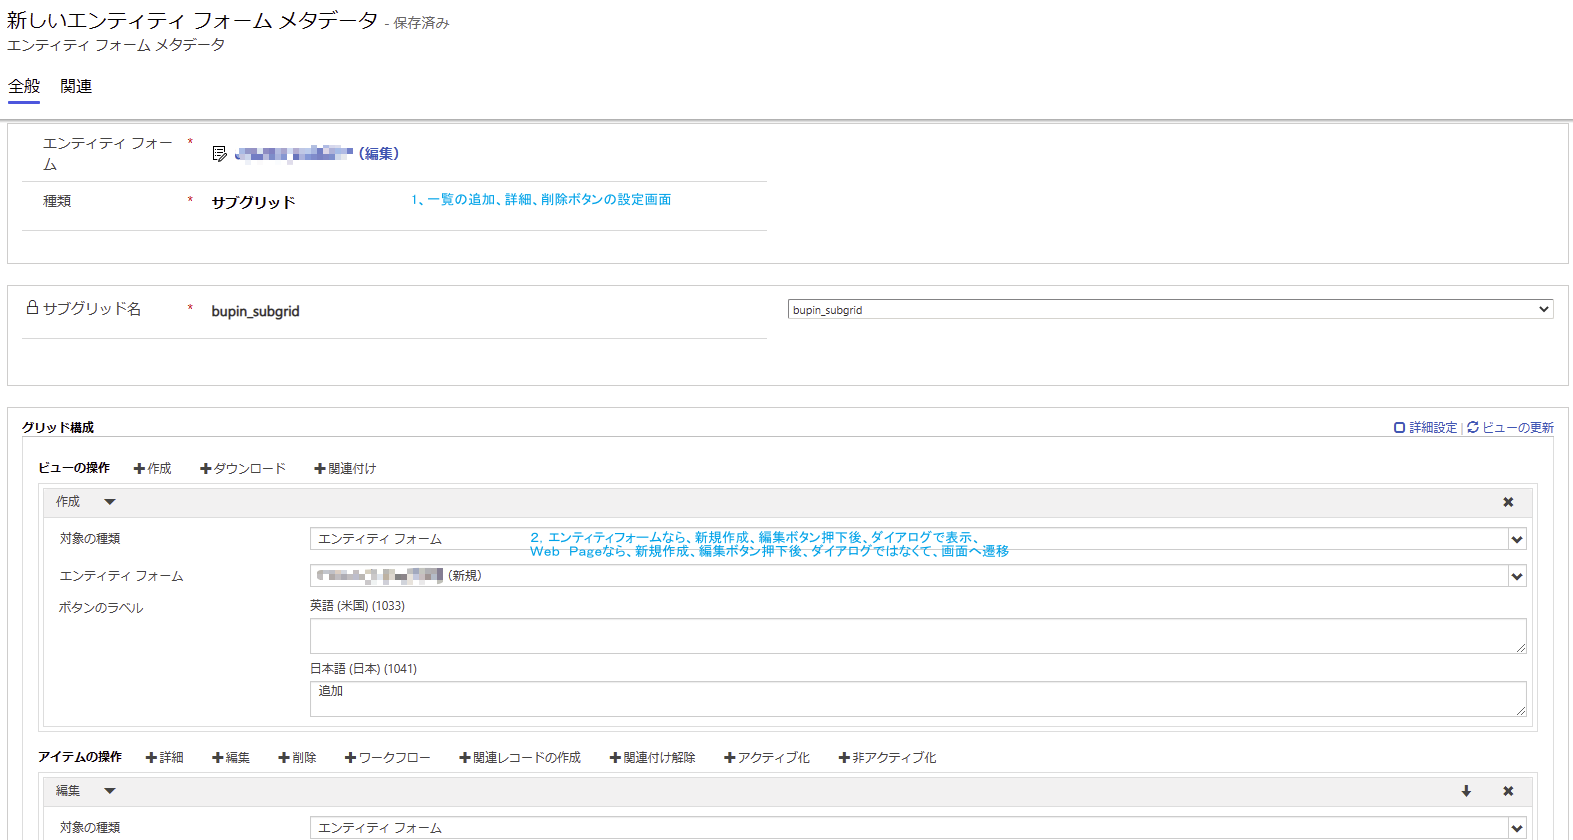 新しいエンティティ フォーム メタデータ - 保存済み
エンティティ フォーム メタデータ
全般 関連
エンティティ フォー *
ム
(編集)
種類 * サブグリッド 1、一覧の追加、詳細、削除ボタンの設定画面
サブグリッド名 * bupin_subgrid bupin_subgrid
グリッド構成 詳細設定 | ビューの更新
ビューの操作 +作成 +ダウンロード +関連付け
作成
対象の種類 エンティティ フォーム 2、エンティティフォームなら、新規作成、編集ボタン押下後、ダイアログで表示、
Web Pageなら、新規作成、編集ボタン押下後、ダイアログではなくて、画面へ遷移
エンティティ フォーム (新規)
ボタンのラベル 英語 (米国) (1033)
日本語 (日本) (1041)
追加
アイテムの操作 +詳細 +編集 +削除 +ワークフロー +関連レコードの作成 +関連付け解除 +アクティブ化 +非アクティブ化
編集
対象の種類 エンティティ フォーム